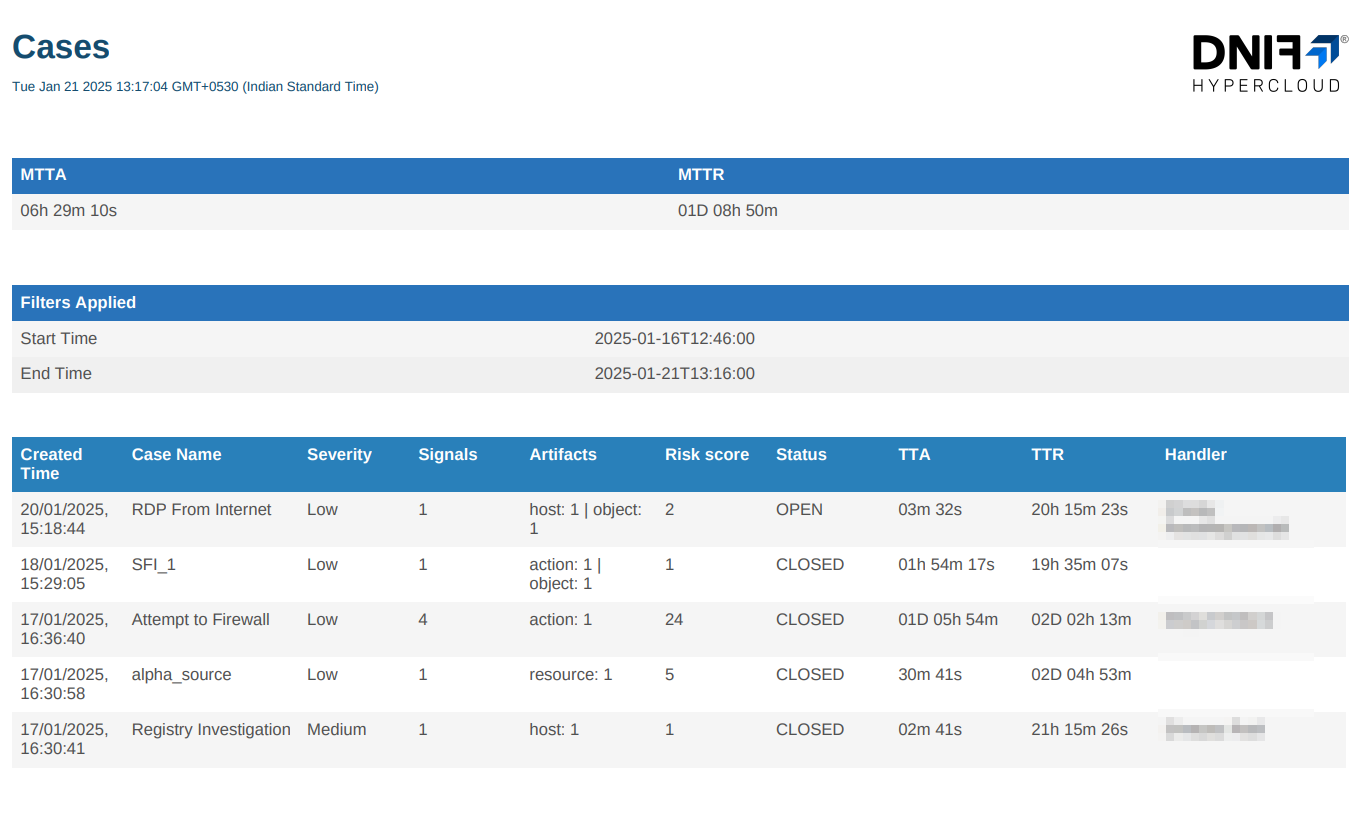 Cases
DNIF®
HYPERCLOUD
Tue Jan 21 2025 13:17:04 GMT+0530 (Indian Standard Time)
MTTA MTTR
06h 29m 10s 01D 08h 50m
Filters Applied
Start Time 2025-01-16T12:46:00
End Time 2025-01-21T13:16:00
Created Case Name Severity Signals Artifacts Risk score Status TTA TTR Handler
Time
20/01/2025, RDP From Internet Low 1 host: 1 | object: 2 OPEN 03m 32s 20h 15m 23s
15:18:44 1
18/01/2025, SFI_1 Low 1 action: 1 | 1 CLOSED 01h 54m 17s 19h 35m 07s
15:29:05 object: 1
17/01/2025, Attempt to Firewall Low 4 action: 1 24 CLOSED 01D 05h 54m 02D 02h 13m
16:36:40
17/01/2025, alpha_source Low 1 resource: 1 5 CLOSED 30m 41s 02D 04h 53m
16:30:58
17/01/2025, Registry Investigation Medium 1 host: 1 1 CLOSED 02m 41s 21h 15m 26s
16:30:41